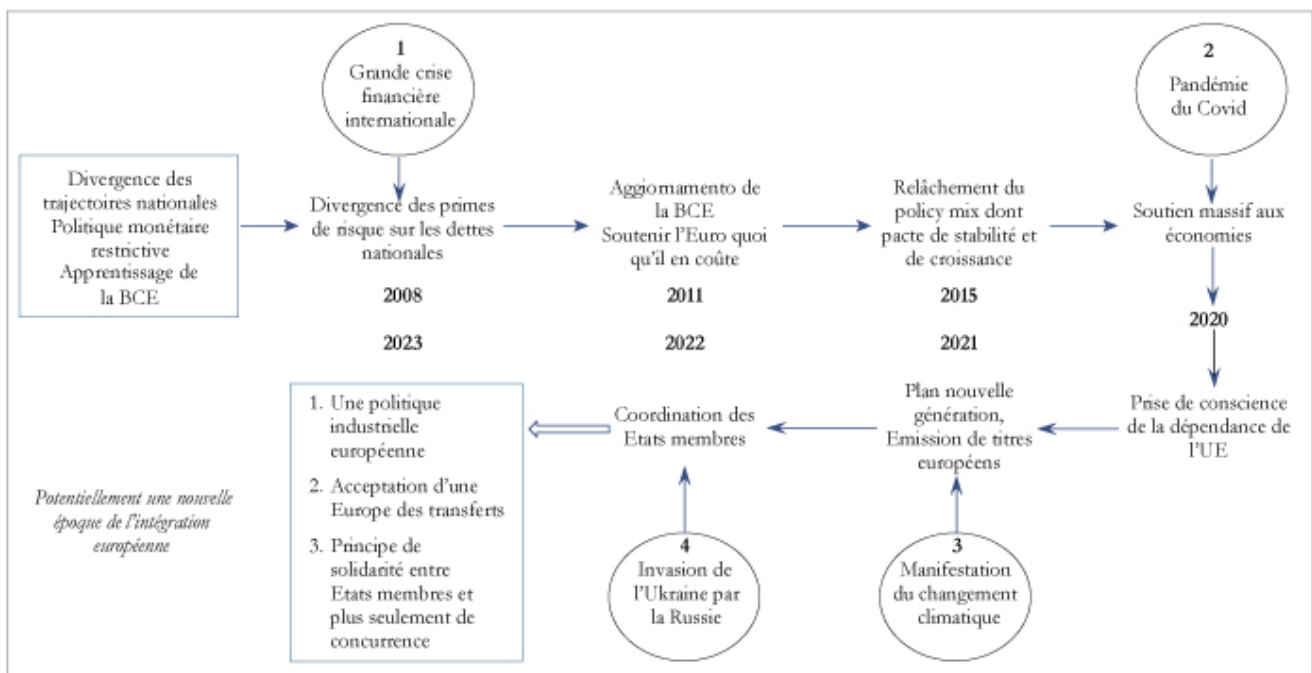 1
Grande crise
financière
internationale
2
Pandémie
du Covid
Divergence des
trajectoires nationales
Politique monétaire
restrictive
Apprentissage de
la BCE
Divergence des primes
de risque sur les dettes
nationales
2008
Aggiornamento de
la BCE
Soutenir l'Euro quoi
qu'il en coûte
2011
Relâchement du
policy mix dont
pacte de stabilité et
de croissance
2015
Soutien massif aux
économies
2020
Prise de conscience
de la dépendance de
l'UE
2021
Plan nouvelle
génération,
Emission de titres
européens
3
Manifestation
du changement
climatique
2022
Coordination des
Etats membres
4
Invasion de
l'Ukraine par
la Russie
2023
1. Une politique
industrielle
européenne
2. Acceptation d'une
Europe des transferts
3. Principe de
solidarité entre
Etats membres et
plus seulement de
concurrence
Potentiellement une nouvelle
époque de l'intégration
européenne